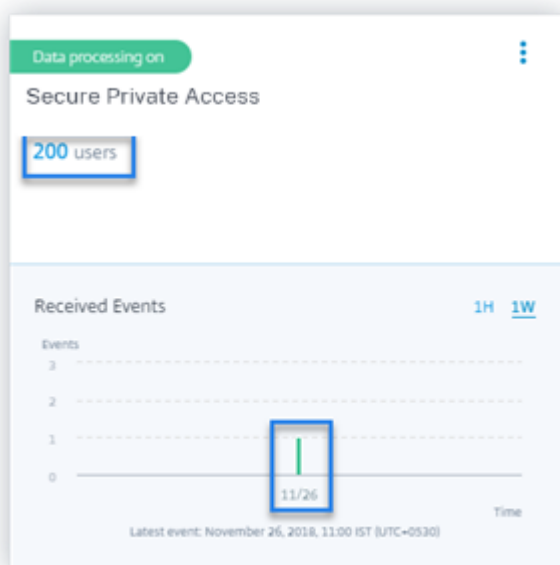 Data processing on
Secure Private Access
200 users
Received Events
1H 1W
Events
3
2
1
0
11/26
Time
Latest event: November 26, 2018, 11:00 IST (UTC+0530)